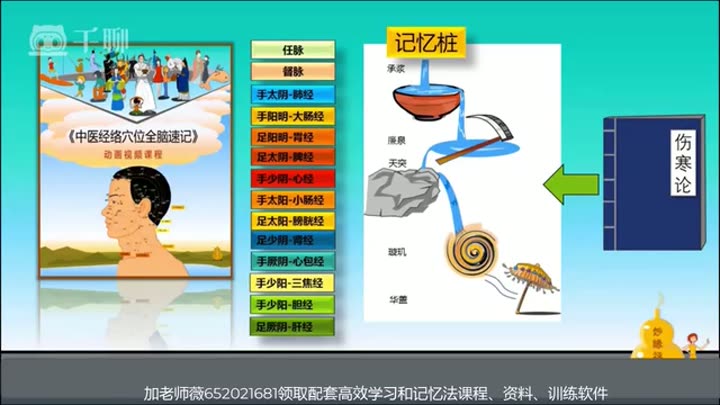 千聊
《中医经络穴位全脑速记》
动画视频课程
任脉
督脉
手太阴-肺经
手阳明-大肠经
足阳明-胃经
足太阴-脾经
手少阴-心经
手太阳-小肠经
足太阳-膀胱经
足少阴-肾经
手厥阴-心包经
手少阳-三焦经
手少阳-胆经
足厥阴-肝经
记忆桩
承浆
廉泉
天突
璇玑
华盖
伤寒论
加老师薇652021681领取配套高效学习和记忆法课程、资料、训练软件